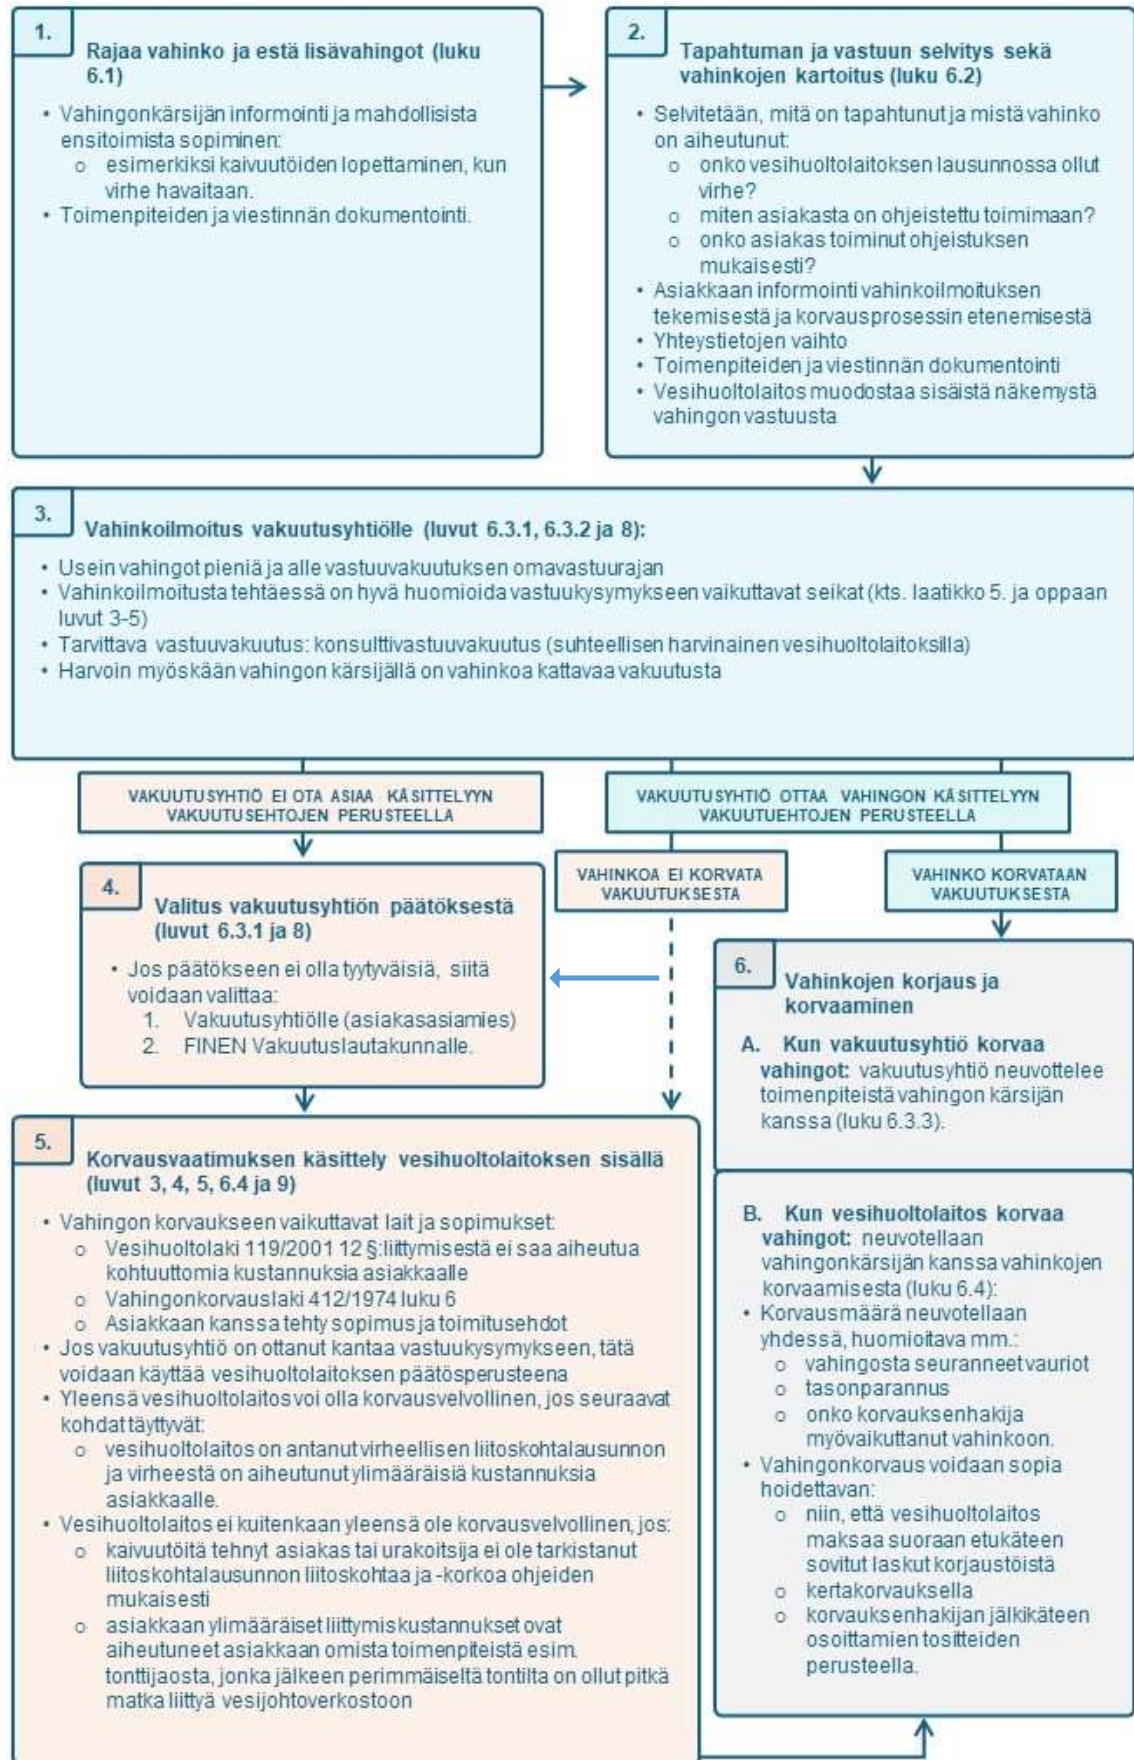 1.
Rajaa vahinko ja estä lisävahingot (luku
6.1)
• Vahingonkärsijän informointi ja mahdollisista
ensitoimista sopiminen:
o esimerkiksi kaivuutöiden lopettaminen, kun
virhe havaitaan.
• Toimenpiteiden ja viestinnän dokumentointi.
2.
Tapahtuman ja vastuun selvitys sekä
vahinkojen kartoitus (luku 6.2)
• Selvitetään, mitä on tapahtunut ja mistä vahinko
on aiheutunut:
o onko vesihuoltolaitoksen lausunnossa ollut
virhe?
o miten asiakasta on ohjeistettu toimimaan?
o onko asiakas toiminut ohjeistuksen
mukaisesti?
• Asiakkaan informointi vahinkoilmoituksen
tekemisestä ja korvausprosessin etenemisestä
• Yhteystietojen vaihto
• Toimenpiteiden ja viestinnän dokumentointi
• Vesihuoltolaitos muodostaa sisäistä näkemystä
vahingon vastuusta
3.
Vahinkoilmoitus vakuutusyhtiölle (luvut 6.3.1, 6.3.2 ja 8):
• Usein vahingot pieniä ja alle vastuuvakuutuksen omavastuurajan
• Vahinkoilmoitusta tehtäessä on hyvä huomioida vastuukysymykseen vaikuttavat seikat (kts. laatikko 5. ja oppaan
luvut 3-5)
• Tarvittava vastuuvakuutus: konsulttivastuuvakuutus (suhteellisen harvinainen vesihuoltolaitoksilla)
• Harvoin myöskään vahingon kärsijällä on vahinkoa kattavaa vakuutusta
VAKUUTUSYHTIÖ EI OTA ASIAA KÄSITTELYYN
VAKUUTUSEHTOJEN PERUSTEELLA
VAKUUTUSYHTIÖ OTTAA VAHINGON KÄSITTELYYN
VAKUUTUEHTOJEN PERUSTEELLA
VAHINKOA EI KORVATA
VAKUUTUKSESTA
VAHINKO KORVATAAN
VAKUUTUKSESTA
4.
Valitus vakuutusyhtiön päätöksestä
(luvut 6.3.1 ja 8)
• Jos päätökseen ei olla tyytyväisiä, siitä
voidaan valittaa:
1. Vakuutusyhtiölle (asiakasasiamies)
2. FINEN Vakuutuslautakunnalle.
5.
Korvausvaatimuksen käsittely vesihuoltolaitoksen sisällä
(luvut 3, 4, 5, 6.4 ja 9)
• Vahingon korvaukseen vaikuttavat lait ja sopimukset:
o Vesihuoltolaki 119/2001 12 §:liittymisestä ei saa aiheutua
kohtuuttomia kustannuksia asiakkaalle
o Vahingonkorvauslaki 412/1974 luku 6
o Asiakkaan kanssa tehty sopimus ja toimitusehdot
• Jos vakuutusyhtiö on ottanut kantaa vastuukysymykseen, tätä
voidaan käyttää vesihuoltolaitoksen päätösperusteena
• Yleensä vesihuoltolaitos voi olla korvausvelvollinen, jos seuraavat
kohdat täyttyvät:
o vesihuoltolaitos on antanut virheellisen liitoskohtalausunnon
ja virheestä on aiheutunut ylimääräisiä kustannuksia
asiakkaalle.
• Vesihuoltolaitos ei kuitenkaan yleensä ole korvausvelvollinen, jos:
o kaivuutöitä tehnyt asiakas tai urakoitsija ei ole tarkistanut
liitoskohtalausunnon liitoskohtaa ja -korkoa ohjeiden
mukaisesti
o asiakkaan ylimääräiset liittymiskustannukset ovat
aiheutuneet asiakkaan omista toimenpiteistä esim.
tonttijaosta, jonka jälkeen perimmäiseltä tontilta on ollut pitkä
matka liittyä vesijohtoverkostoon
6.
Vahinkojen korjaus ja
korvaaminen
A. Kun vakuutusyhtiö korvaa
vahingot: vakuutusyhtiö neuvottelee
toimenpiteistä vahingon kärsijän
kanssa (luku 6.3.3).
B. Kun vesihuoltolaitos korvaa
vahingot: neuvotellaan
vahingonkärsijän kanssa vahinkojen
korvaamisesta (luku 6.4):
• Korvausmäärä neuvotellaan
yhdessä, huomioitava mm.:
o vahingosta seuranneet vauriot
o tasonparannus
o onko korvauksenhakija
myövaikuttanut vahinkoon.
• Vahingonkorvaus voidaan sopia
hoidettavan:
o niin, että vesihuoltolaitos
maksaa suoraan etukäteen
sovitut laskut korjaustöistä
o kertakorvauksella
o korvauksenhakijan jälkikäteen
osoittamien tositteiden
perusteella.